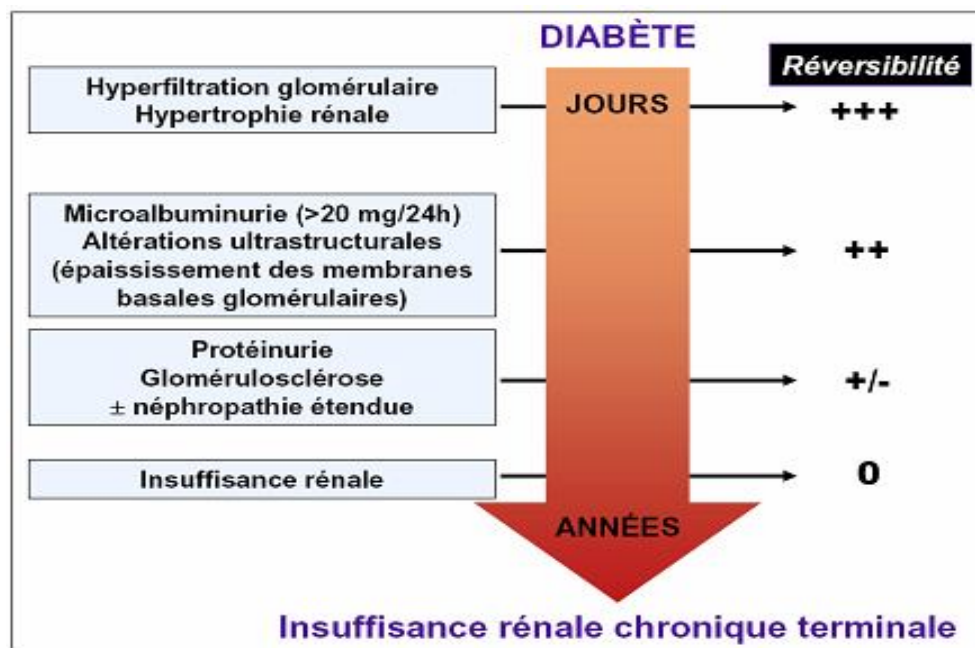 DIABÈTE
Réversibilité
Hyperfiltration glomérulaire
Hypertrophie rénale
JOURS
+++
Microalbuminurie (>20 mg/24h)
Altérations ultrastructurales
(épaississement des membranes
basales glomérulaires)
++
Protéinurie
Glomérulosclérose
± néphropathie étendue
+/-
Insuffisance rénale
0
ANNÉES
Insuffisance rénale chronique terminale